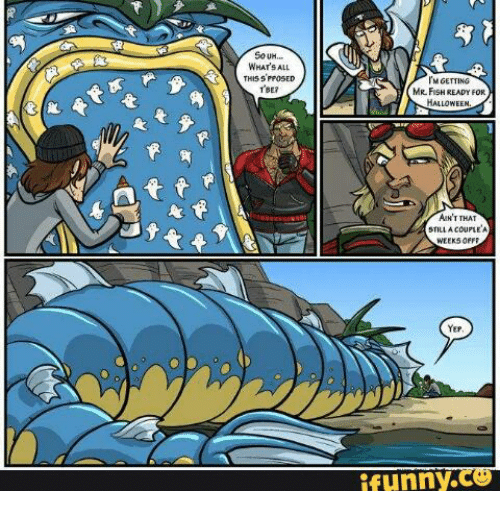 SO UH...
WHAT'S ALL
THIS S'PPOSED
T'BE?
I'M GETTING
MR. FISH READY FOR
HALLOWEEN.
AIN'T THAT
STILL A COUPLE'A
WEEKS OFF?
YEP.
ifunny.co